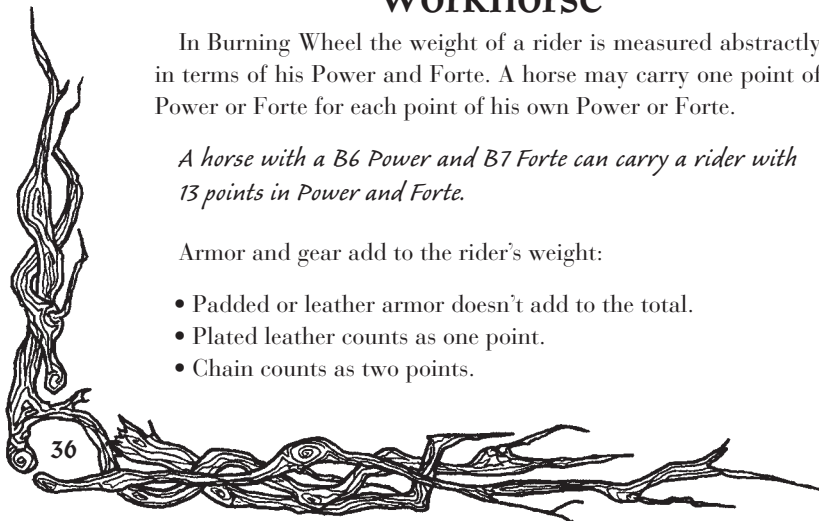 Workhorse
In Burning Wheel the weight of a rider is measured abstractly
in terms of his Power and Forte. A horse may carry one point of
Power or Forte for each point of his own Power or Forte.
A horse with a B6 Power and B7 Forte can carry a rider with
13 points in Power and Forte.
Armor and gear add to the rider’s weight:
• Padded or leather armor doesn’t add to the total.
• Plated leather counts as one point.
• Chain counts as two points.
36